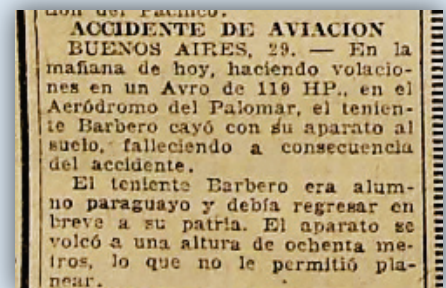 ción del Pacífico.
ACCIDENTE DE AVIACION
BUENOS AIRES, 29. — En la
mañana de hoy, haciendo volacio-
nes en un Avro de 110 HP., en el
Aeródromo del Palomar, el tenien-
te Barbero cayó con su aparato al
suelo, falleciendo a consecuencia
del accidente.
El teniente Barbero era alum-
no paraguayo y debía regresar en
breve a su patria. El aparato se
volcó a una altura de ochenta me-
tros, lo que no le permitió pla-
near.